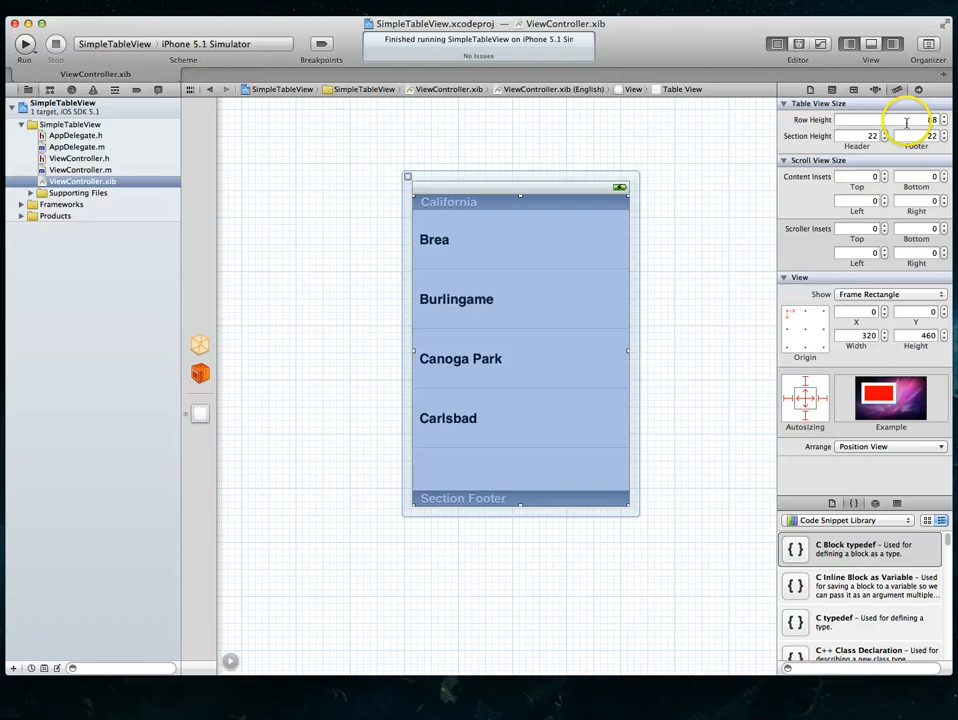 SimpleTableView.xcodeproj — ViewController.xib
SimpleTableView
iPhone 5.1 Simulator
Finished running SimpleTableView on iPhone 5.1 Sir
No Issues
Run
Stop
Scheme
Breakpoints
Editor
View
Organizer
ViewController.xib
SimpleTableView
SimpleTableView
ViewController.xib
ViewController.xib (English)
View
Table View
SimpleTableView
1 target, iOS SDK 5.1
SimpleTableView
AppDelegate.h
AppDelegate.m
ViewController.h
ViewController.m
ViewController.xib
Supporting Files
Frameworks
Products
California
Brea
Burlingame
Canoga Park
Carlsbad
Section Footer
Table View Size
Row Height 88
Section Height 22 22
Header Footer
Scroll View Size
Content Insets 0 0
Top Bottom
0 0
Left Right
Scroller Insets 0 0
Top Bottom
0 0
Left Right
View
Show Frame Rectangle
0 0
X Y
320 460
Width Height
Origin
Autosizing
Example
Arrange Position View
Code Snippet Library
C Block typedef – Used for
defining a block as a type.
C Inline Block as Variable – Used
for saving a block to a variable so we
can pass it as an argument multiple...
C typedef – Used for defining a
type.
C++ Class Declaration – Used for
describing a new class type.